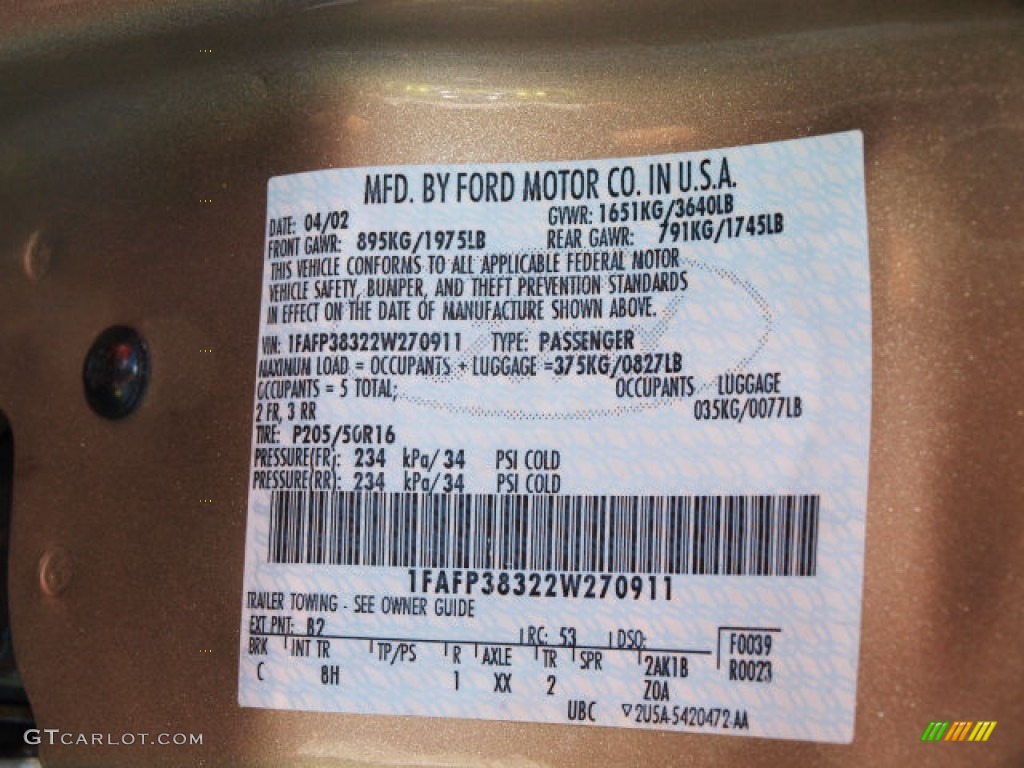 MFD. BY FORD MOTOR CO. IN U.S.A.
DATE: 04/02 GVWR: 1651KG/3640LB
FRONT GAWR: 895KG/1975LB REAR GAWR: 791KG/1745LB
THIS VEHICLE CONFORMS TO ALL APPLICABLE FEDERAL MOTOR
VEHICLE SAFETY, BUMPER, AND THEFT PREVENTION STANDARDS
IN EFFECT ON THE DATE OF MANUFACTURE SHOWN ABOVE.
VIN: 1FAFP38322W270911 TYPE: PASSENGER
MAXIMUM LOAD = OCCUPANTS + LUGGAGE =375KG/0827LB
OCCUPANTS = 5 TOTAL; OCCUPANTS LUGGAGE
2 FR, 3 RR 035KG/0077LB
TIRE: P205/50R16
PRESSURE(FR): 234 kPa/ 34 PSI COLD
PRESSURE(RR): 234 kPa/ 34 PSI COLD
1FAFP38322W270911
TRAILER TOWING - SEE OWNER GUIDE
EXT PNT: B2 RC: 53 DSO: F0039
BRK INT TR TP/PS R AXLE TR SPR 2AK1B R0023
C 8H 1 XX 2 Z0A
UBC 2U5A-5420472-AA
GTCARLOT.COM